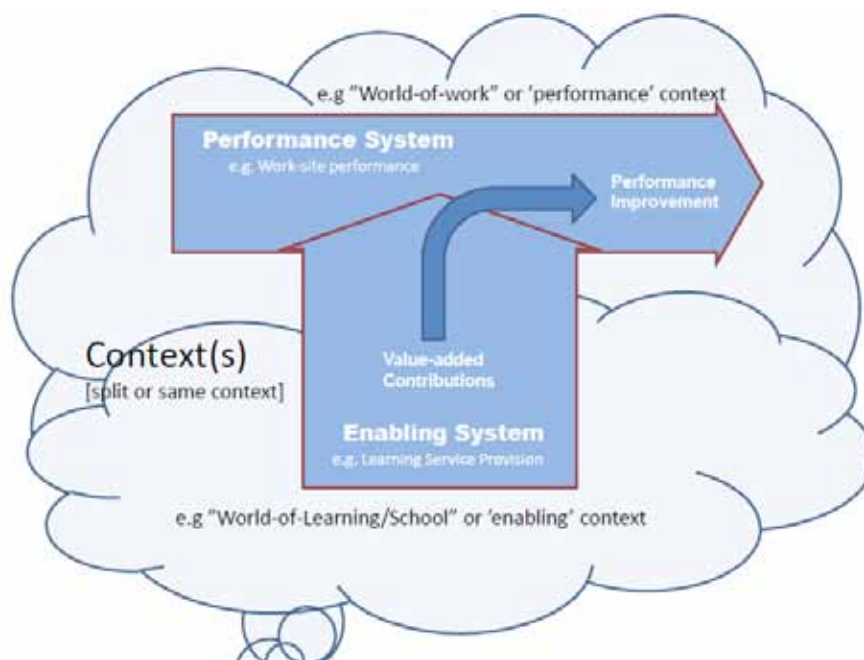 e.g "World-of-work" or 'performance' context
Performance System
e.g. Work-site performance
Performance
Improvement
Context(s)
[split or same context]
Value-added
Contributions
Enabling System
e.g. Learning Service Provision
e.g "World-of-Learning/School" or 'enabling' context